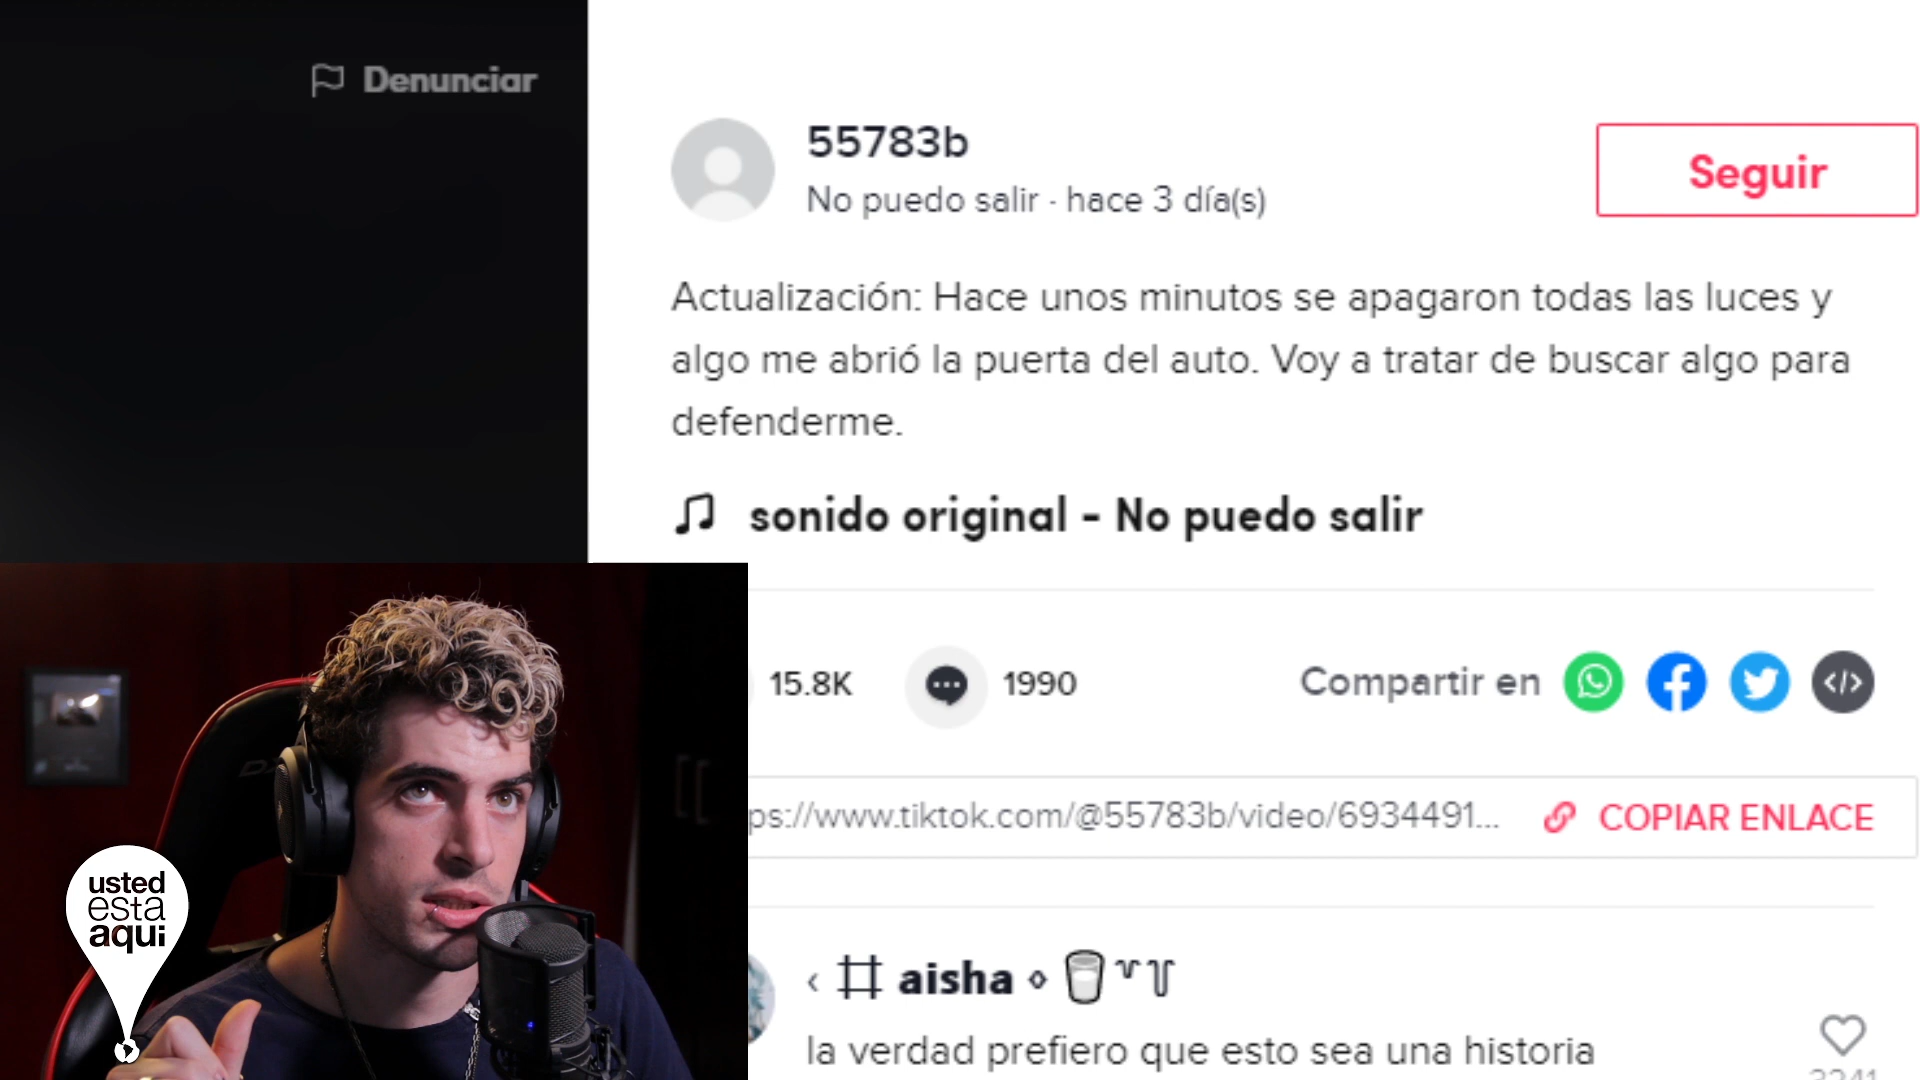 Denunciar
55783b
No puedo salir · hace 3 día(s)
Seguir
Actualización: Hace unos minutos se apagaron todas las luces y
algo me abrió la puerta del auto. Voy a tratar de buscar algo para
defenderme.
sonido original - No puedo salir
15.8K
1990
Compartir en
ps://www.tiktok.com/@55783b/video/6934491...
COPIAR ENLACE
aisha
la verdad prefiero que esto sea una historia
usted
esta
aqui